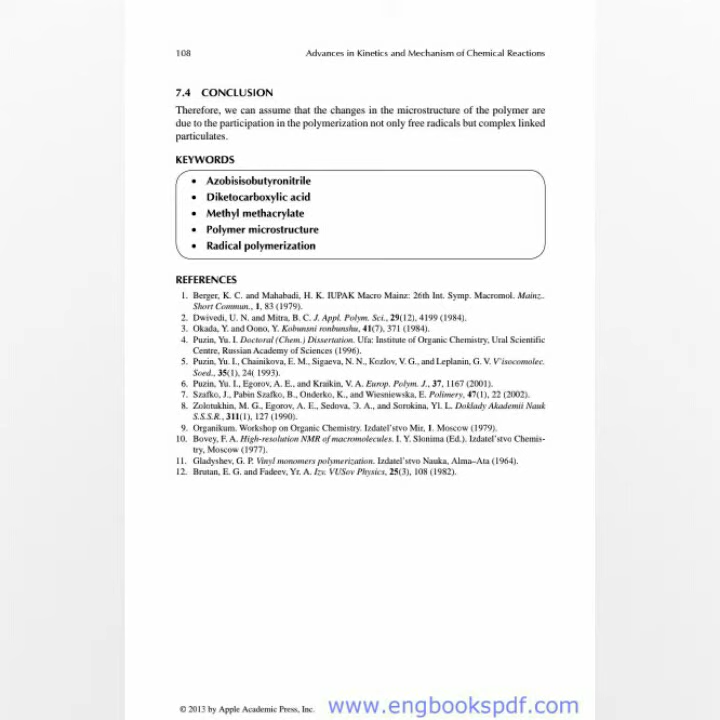 108 Advances in Kinetics and Mechanism of Chemical Reactions
7.4 CONCLUSION
Therefore, we can assume that the changes in the microstructure of the polymer are
due to the participation in the polymerization not only free radicals but complex linked
particulates.
KEYWORDS
• Azobisisobutyronitrile
• Diketocarboxylic acid
• Methyl methacrylate
• Polymer microstructure
• Radical polymerization
REFERENCES
1. Berger, K. C. and Mahabadi, H. K. IUPAK Macro Mainz: 26th Int. Symp. Macromol. Mainz..
Short Commun., 1, 83 (1979).
2. Dwivedi, U. N. and Mitra, B. C. J. Appl. Polym. Sci., 29(12), 4199 (1984).
3. Okada, Y. and Oono, Y. Kobunsni ronbunshu, 41(7), 371 (1984).
4. Puzin, Yu. I. Doctoral (Chem.) Dissertation. Ufa: Institute of Organic Chemistry, Ural Scientific
Centre, Russian Academy of Sciences (1996).
5. Puzin, Yu. I., Chainikova, E. M., Sigaeva, N. N., Kozlov, V. G., and Leplanin, G. V. V'isocomolec.
Soed., 35(1), 24( 1993).
6. Puzin, Yu. I., Egorov, A. E., and Kraikin, V. A. Europ. Polym. J., 37, 1167 (2001).
7. Szafko, J., Pabin Szafko, B., Onderko, K., and Wiesniewska, E. Polimery, 47(1), 22 (2002).
8. Zolotukhin, M. G., Egorov, A. E., Sedova, Э. A., and Sorokina, Yl. L. Doklady Akademii Nauk
S.S.S.R., 311(1), 127 (1990).
9. Organikum. Workshop on Organic Chemistry. Izdatel'stvo Mir, 1. Moscow (1979).
10. Bovey, F. A. High-resolution NMR of macromolecules. I. Y. Slonima (Ed.). Izdatel'stvo Chemis-
try, Moscow (1977).
11. Gladyshev, G. P. Vinyl monomers polymerization. Izdatel'stvo Nauka, Alma–Ata (1964).
12. Brutan, E. G. and Fadeev, Yr. A. Izv. VUSov Physics, 25(3), 108 (1982).
© 2013 by Apple Academic Press, Inc. www.engbookspdf.com